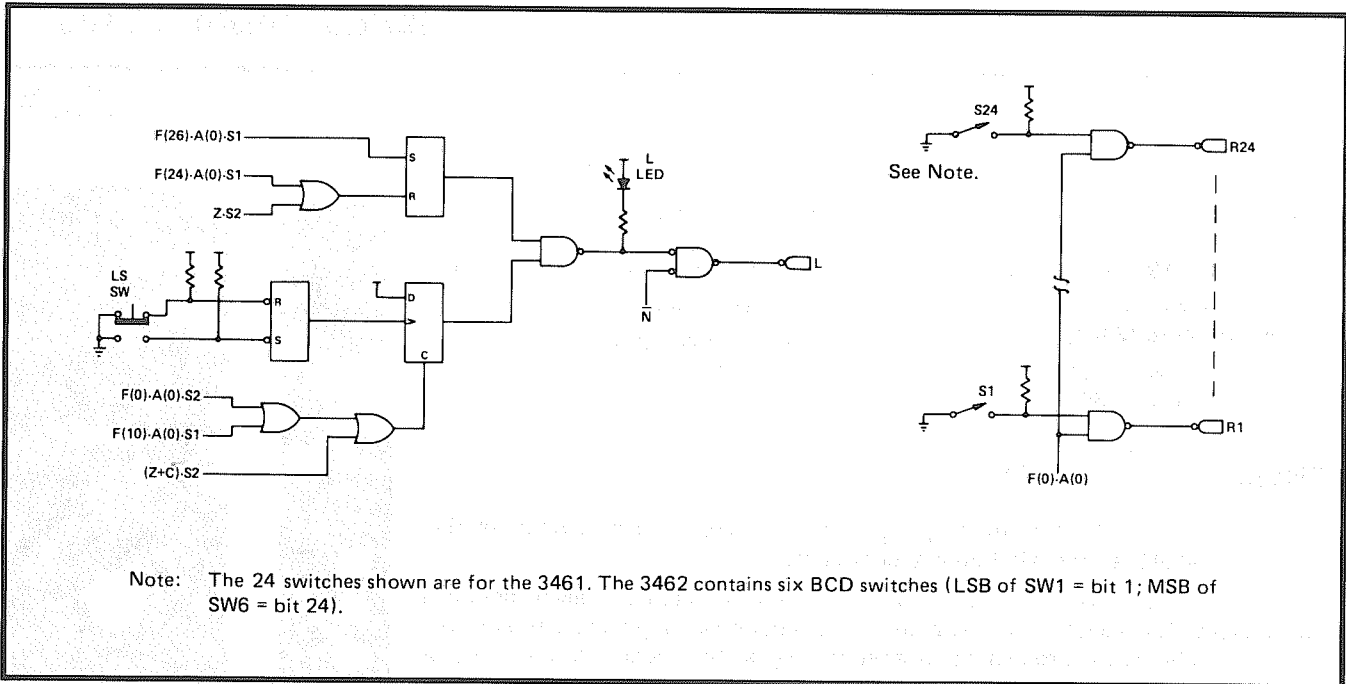 F(26)·A(0)·S1
S
F(24)·A(0)·S1
R
Z·S2
L
LED
S24
R24
See Note.
LS
SW
R
S
D
C
L
N̅
F(0)·A(0)·S2
F(10)·A(0)·S1
(Z+C)·S2
S1
R1
F(0)·A(0)
Note: The 24 switches shown are for the 3461. The 3462 contains six BCD switches (LSB of SW1 = bit 1; MSB of
SW6 = bit 24).